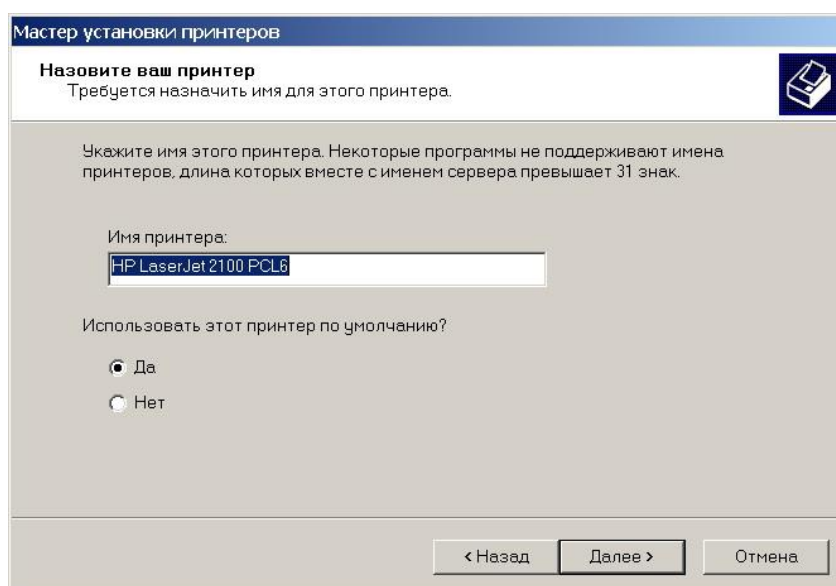 Мастер установки принтеров
Назовите ваш принтер
Требуется назначить имя для этого принтера.
Укажите имя этого принтера. Некоторые программы не поддерживают имена
принтеров, длина которых вместе с именем сервера превышает 31 знак.
Имя принтера:
HP LaserJet 2100 PCL6
Использовать этот принтер по умолчанию?
Да
Нет
< Назад
Далее >
Отмена